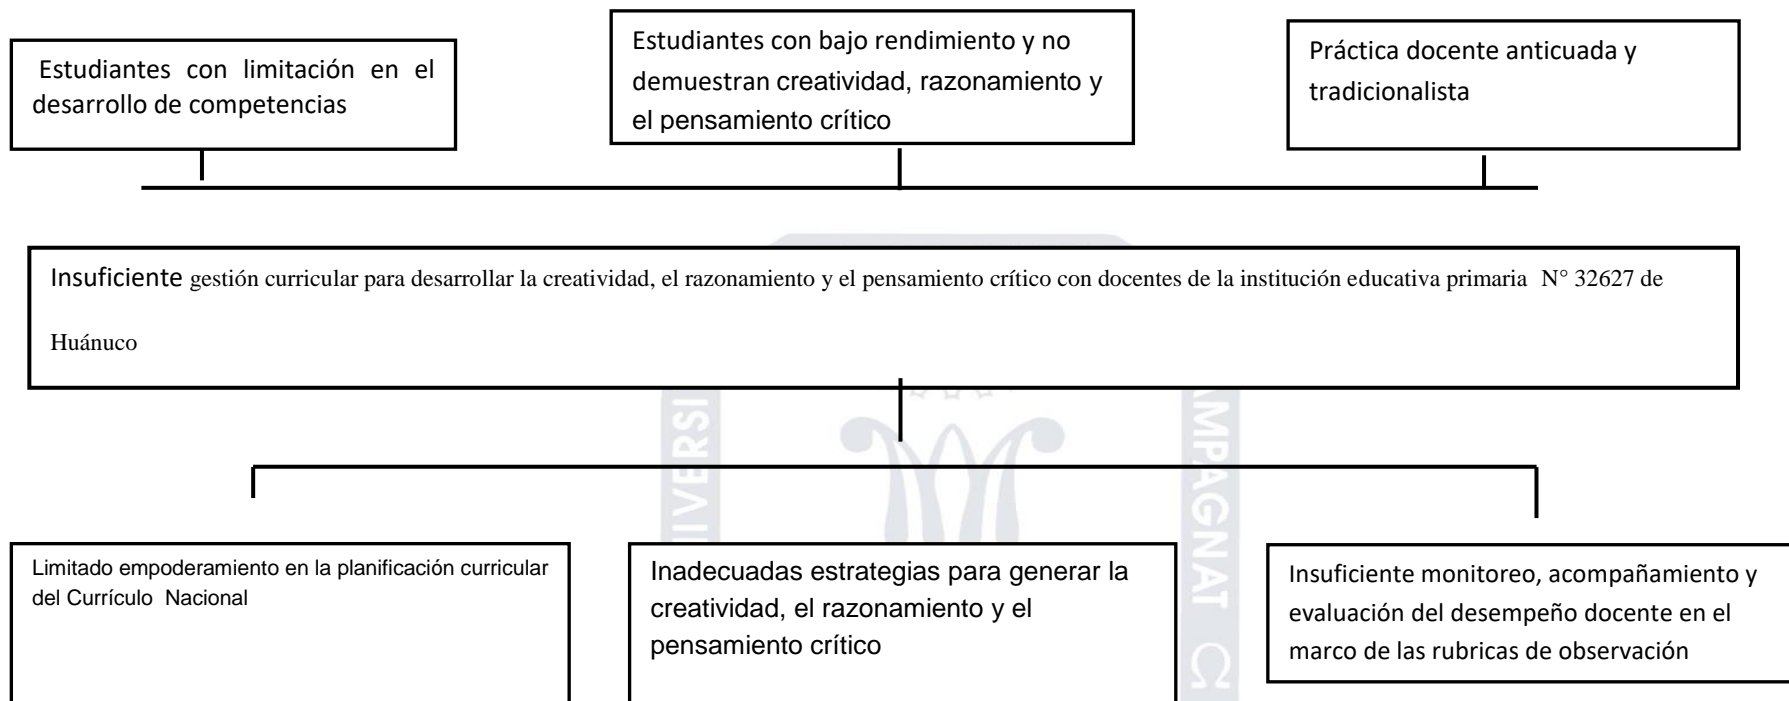 Estudiantes con limitación en el
desarrollo de competencias
Estudiantes con bajo rendimiento y no
demuestran creatividad, razonamiento y
el pensamiento crítico
Práctica docente anticuada y
tradicionalista
Insuficiente gestión curricular para desarrollar la creatividad, el razonamiento y el pensamiento crítico con docentes de la institución educativa primaria N° 32627 de
Huánuco
Limitado empoderamiento en la planificación curricular
del Currículo Nacional
Inadecuadas estrategias para generar la
creatividad, el razonamiento y el
pensamiento crítico
Insuficiente monitoreo, acompañamiento y
evaluación del desempeño docente en el
marco de las rubricas de observación
IVERSI
AMPAGNAT Ω